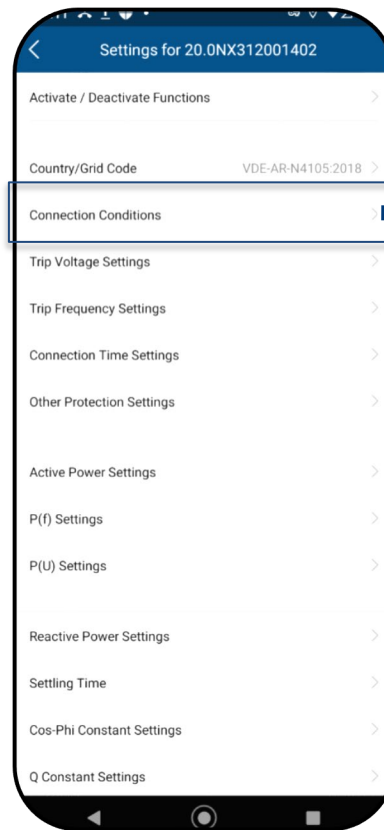 Settings for 20.0NX312001402
Activate / Deactivate Functions
Country/Grid Code VDE-AR-N4105:2018
Connection Conditions
Trip Voltage Settings
Trip Frequency Settings
Connection Time Settings
Other Protection Settings
Active Power Settings
P(f) Settings
P(U) Settings
Reactive Power Settings
Settling Time
Cos-Phi Constant Settings
Q Constant Settings